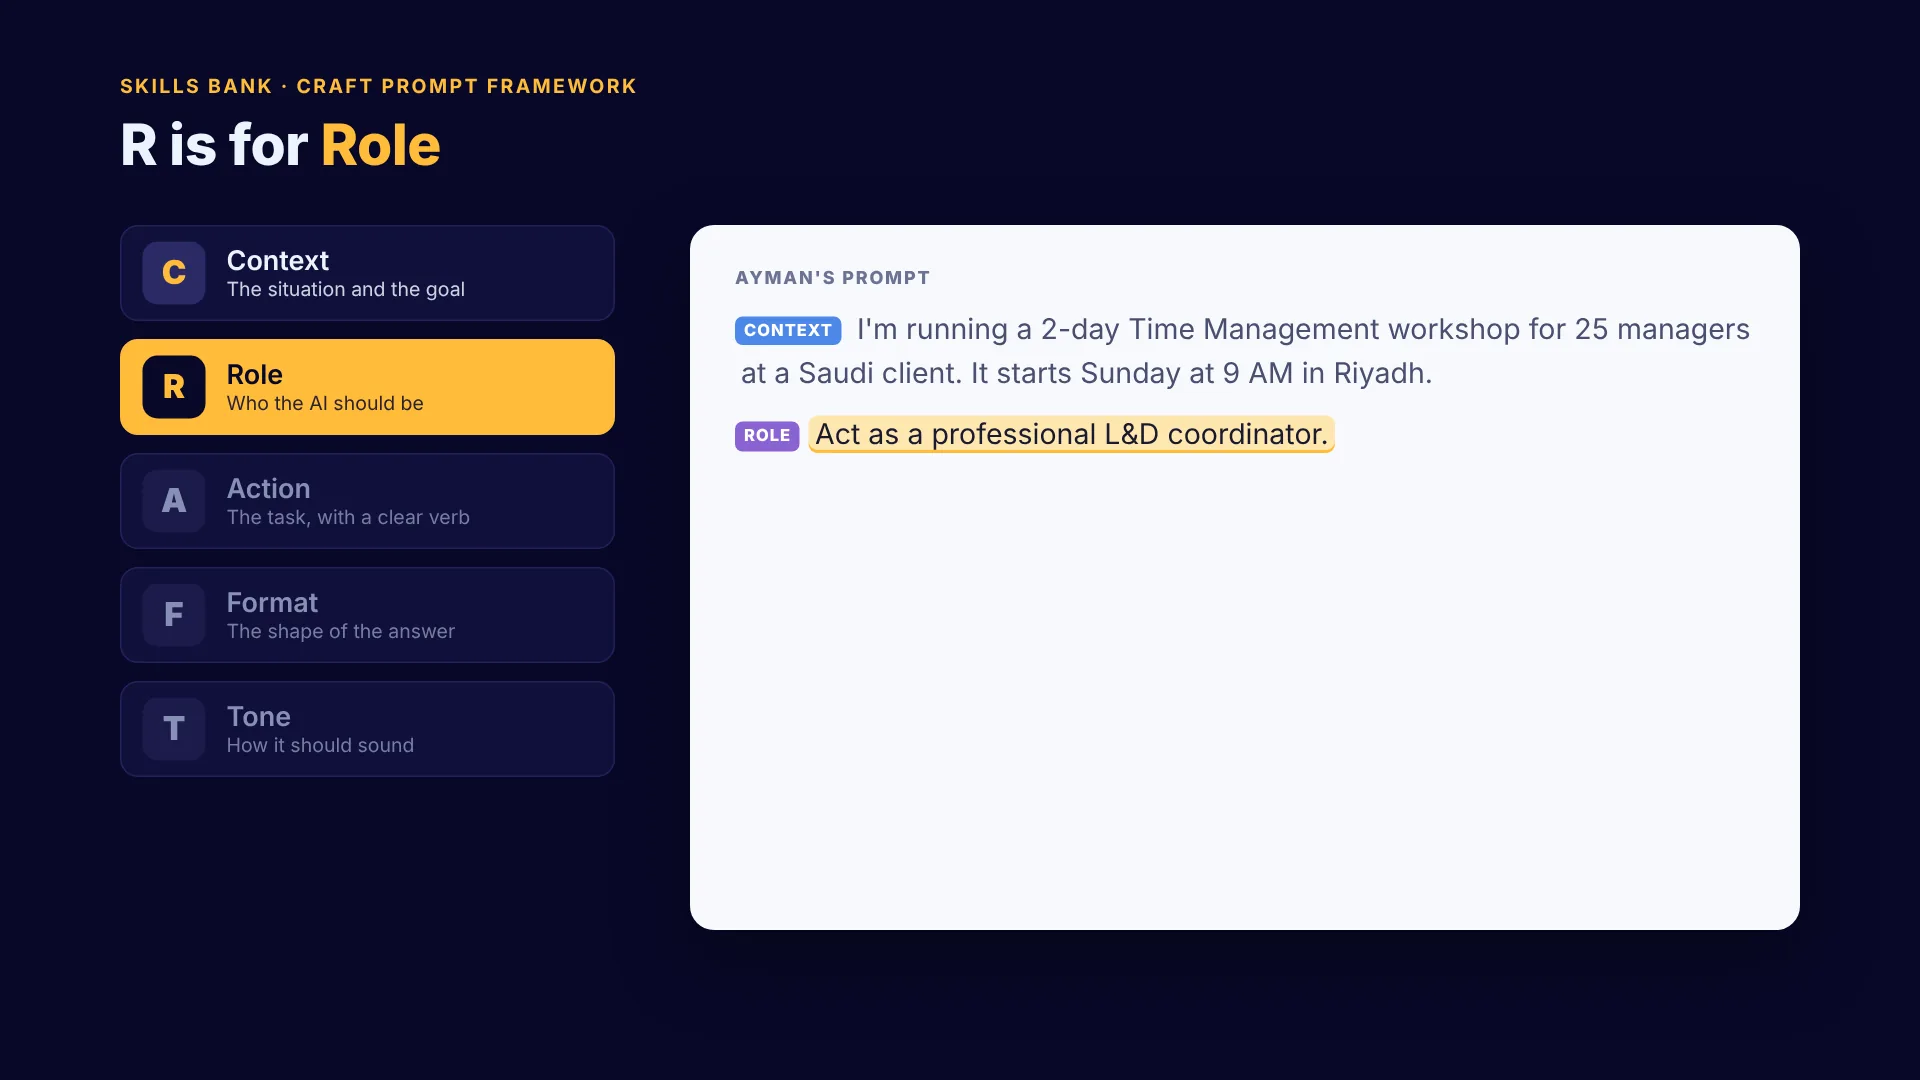 SKILLS BANK · CRAFT PROMPT FRAMEWORK
R is for Role
C
Context
The situation and the goal
R
Role
Who the AI should be
A
Action
The task, with a clear verb
F
Format
The shape of the answer
T
Tone
How it should sound
AYMAN'S PROMPT
CONTEXT I'm running a 2-day Time Management workshop for 25 managers
at a Saudi client. It starts Sunday at 9 AM in Riyadh.
ROLE Act as a professional L&D coordinator.